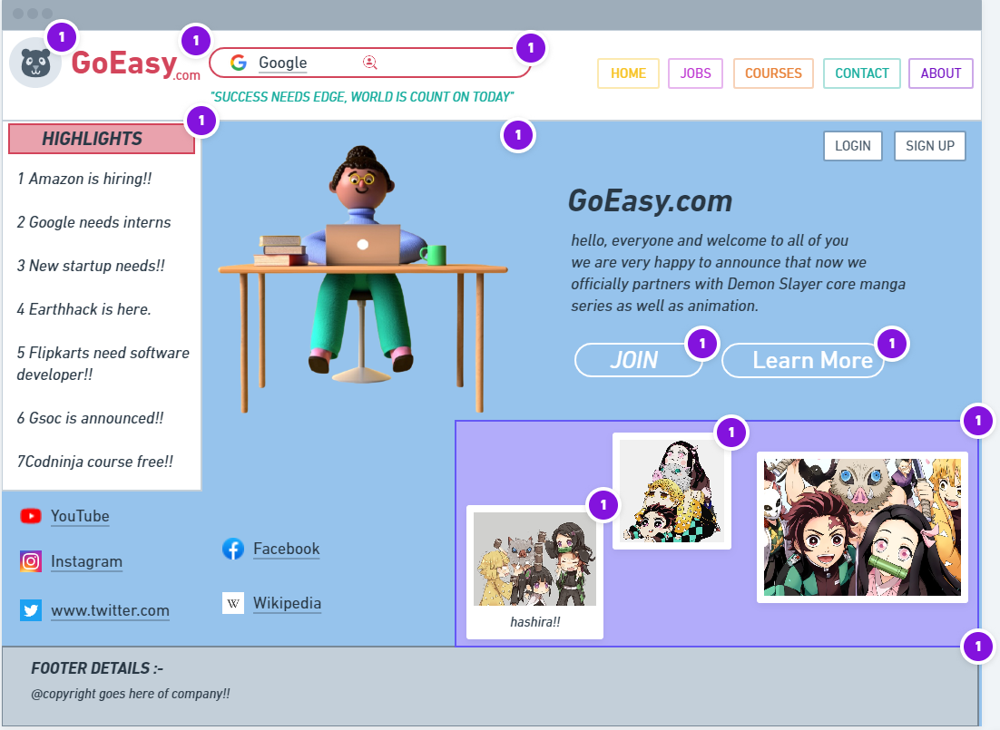 GoEasy.com
Google
"SUCCESS NEEDS EDGE, WORLD IS COUNT ON TODAY"
HOME
JOBS
COURSES
CONTACT
ABOUT
1
1
1
1
1
HIGHLIGHTS
1 Amazon is hiring!!
2 Google needs interns
3 New startup needs!!
4 Earthhack is here.
5 Flipkarts need software
developer!!
6 Gsoc is announced!!
7Codninja course free!!
LOGIN
SIGN UP
GoEasy.com
hello, everyone and welcome to all of you
we are very happy to announce that now we
officially partners with Demon Slayer core manga
series as well as animation.
JOIN
1
Learn More
1
1
1
1
hashira!!
1
YouTube
Instagram
www.twitter.com
Facebook
W
Wikipedia
FOOTER DETAILS :-
@copyright goes here of company!!